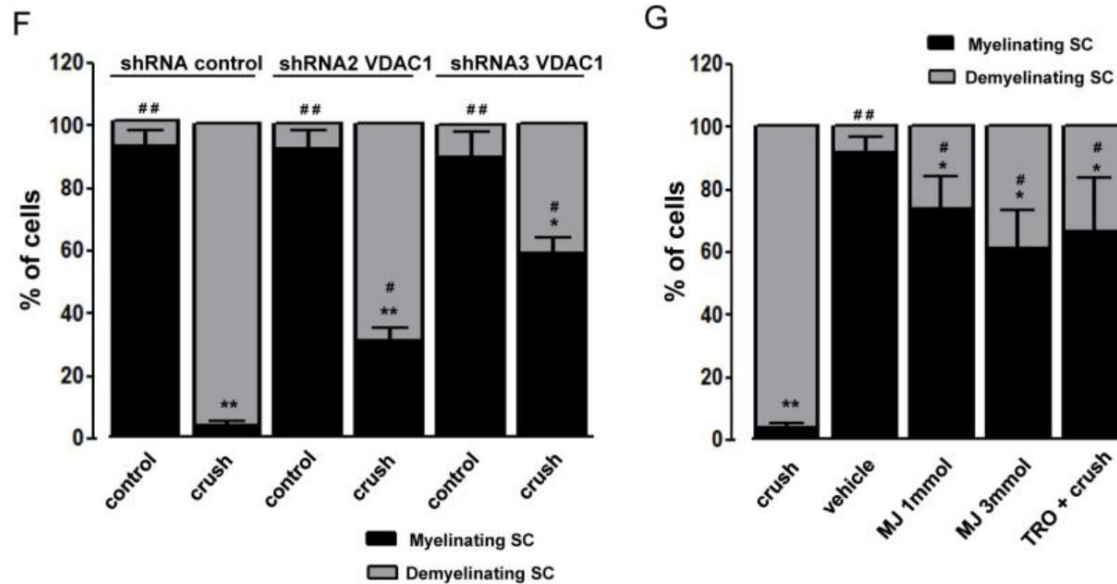 F
shRNA control shRNA2 VDAC1 shRNA3 VDAC1
120
100
80
60
40
20
0
% of cells
##
**
##
#
**
##
#
*
control
crush
control
crush
control
crush
Myelinating SC
Demyelinating SC
G
Myelinating SC
Demyelinating SC
120
100
80
60
40
20
0
% of cells
**
##
#
*
#
*
#
*
crush
vehicle
MJ 1mmol
MJ 3mmol
TRO + crush